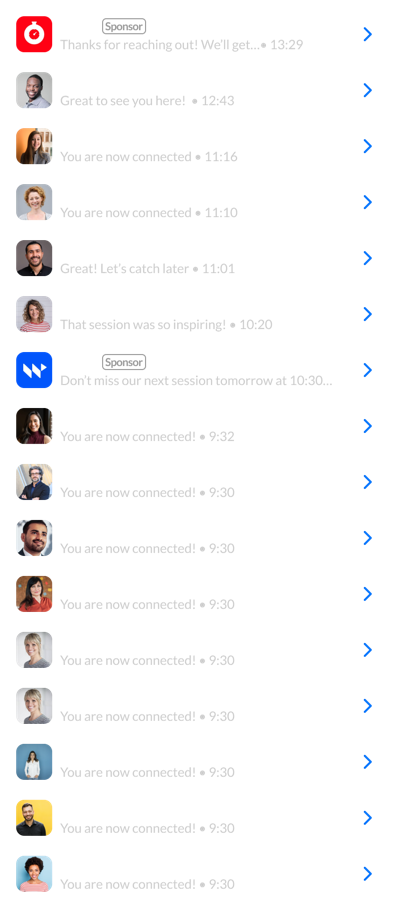 Sponsor
Thanks for reaching out! We'll get...• 13:29
Great to see you here! • 12:43
You are now connected • 11:16
You are now connected • 11:10
Great! Let's catch later • 11:01
That session was so inspiring! • 10:20
Sponsor
Don't miss our next session tomorrow at 10:30...
You are now connected! • 9:32
You are now connected! • 9:30
You are now connected! • 9:30
You are now connected! • 9:30
You are now connected! • 9:30
You are now connected! • 9:30
You are now connected! • 9:30
You are now connected! • 9:30
You are now connected! • 9:30